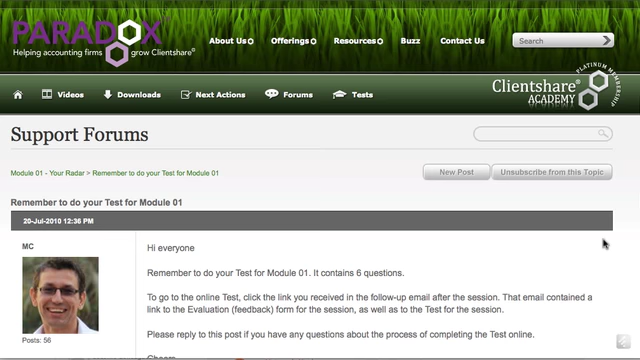 PARADOX
Helping accounting firms grow Clientshare®
About Us
Offerings
Resources
Buzz
Contact Us
Search
Videos
Downloads
Next Actions
Forums
Tests
Clientshare®
ACADEMY
PLATINUM MEMBERSHIP
Support Forums
Module 01 - Your Radar > Remember to do your Test for Module 01
New Post
Unsubscribe from this Topic
Remember to do your Test for Module 01
20-Jul-2010 12:36 PM
MC
Posts: 56
Hi everyone
Remember to do your Test for Module 01. It contains 6 questions.
To go to the online Test, click the link you received in the follow-up email after the session. That email contained a
link to the Evaluation (feedback) form for the session, as well as to the Test for the session.
Please reply to this post if you have any questions about the process of completing the Test online.